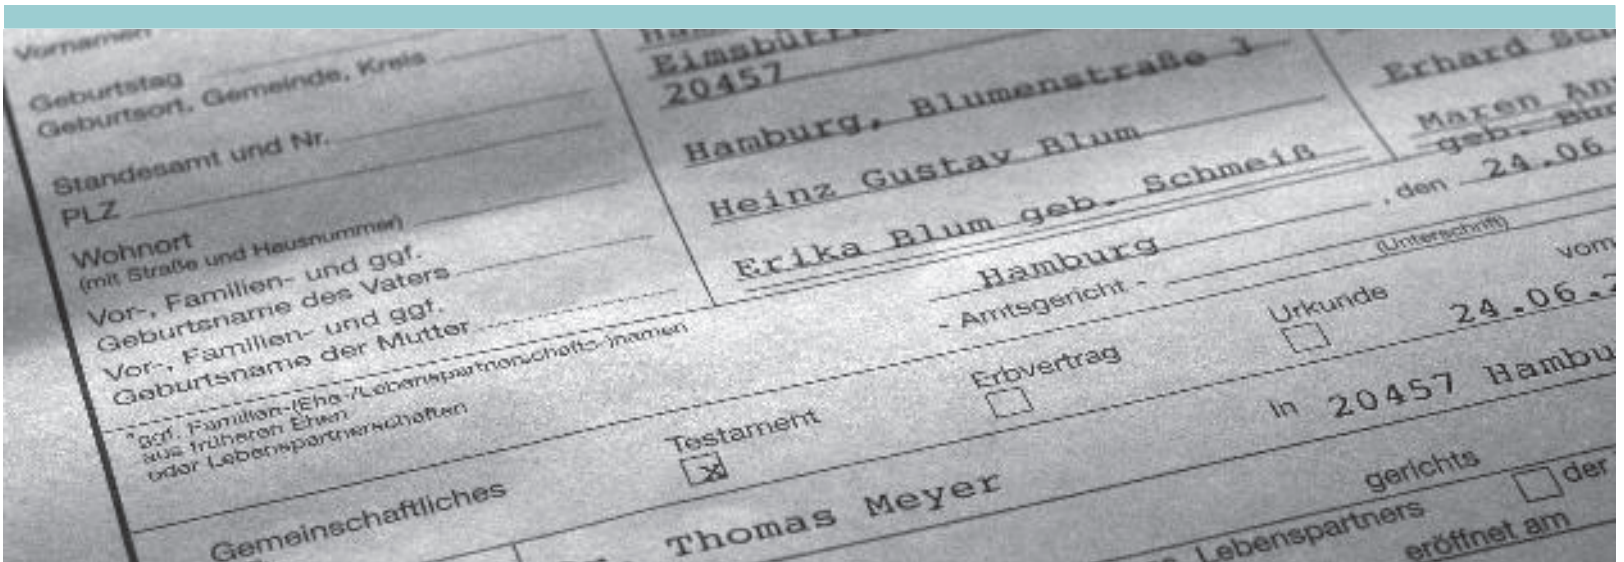 Vornamen
Geburtstag
Geburtsort, Gemeinde, Kreis
Standesamt und Nr.
PLZ
Wohnort
(mit Straße und Hausnummer)
Vor-, Familien- und ggf.
Geburtsname des Vaters
Vor-, Familien- und ggf.
Geburtsname der Mutter
*ggf. Familien-(Ehe-/Lebenspartnerschafts-)namen
aus früheren Ehen
oder Lebenspartnerschaften
20457
Hamburg, Blumenstraße 3
Heinz Gustav Blum
Erika Blum geb. Schmeiß
Erhard
Maren
geb.
Hamburg , den 24.06
- Amtsgericht - (Unterschrift)
Gemeinschaftliches Testament Erbvertrag Urkunde vom
x 24.06.2
Thomas Meyer in 20457 Hambu
gerichts der
Lebenspartners eröffnet am